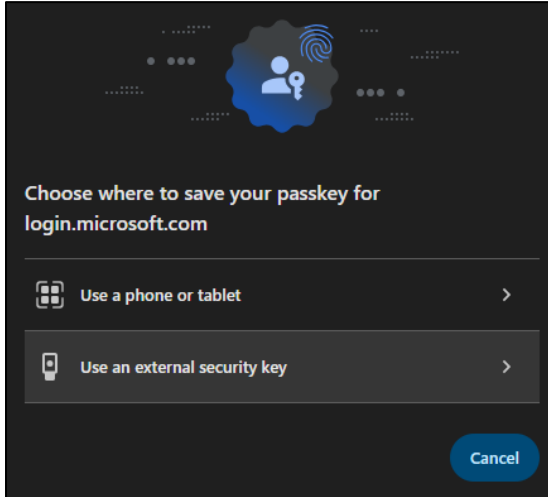 Choose where to save your passkey for
login.microsoft.com
Use a phone or tablet
Use an external security key
Cancel